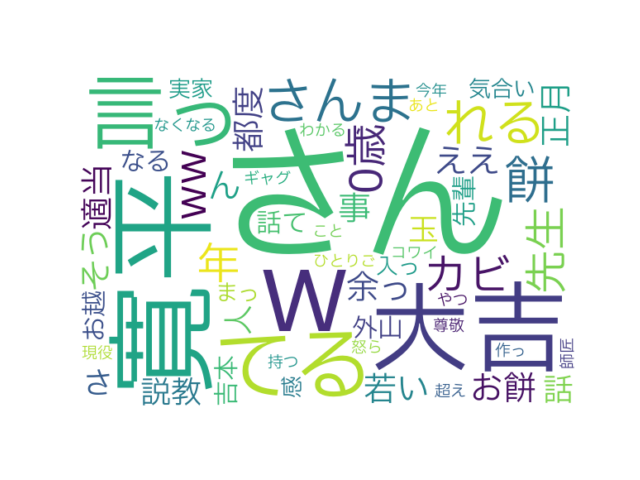 実家
さんま
今年
気合い
なくなる
都度
あと
言っ
わかる
れる
正月
なる
ww
0歳
ええ
餅
適当
ん
ギャグ
さん
先輩
寛平
話て
事
玉
先生
そう
年
こと
コワイ
ひとりご
入っ
カビ
まっ
w
余っ
やつ
大吉
お越
人
外山
尊敬
現役
てる
怒ら
作っ
師匠
さ
説教
吉本
感
持つ
若い
超え
お餅
話